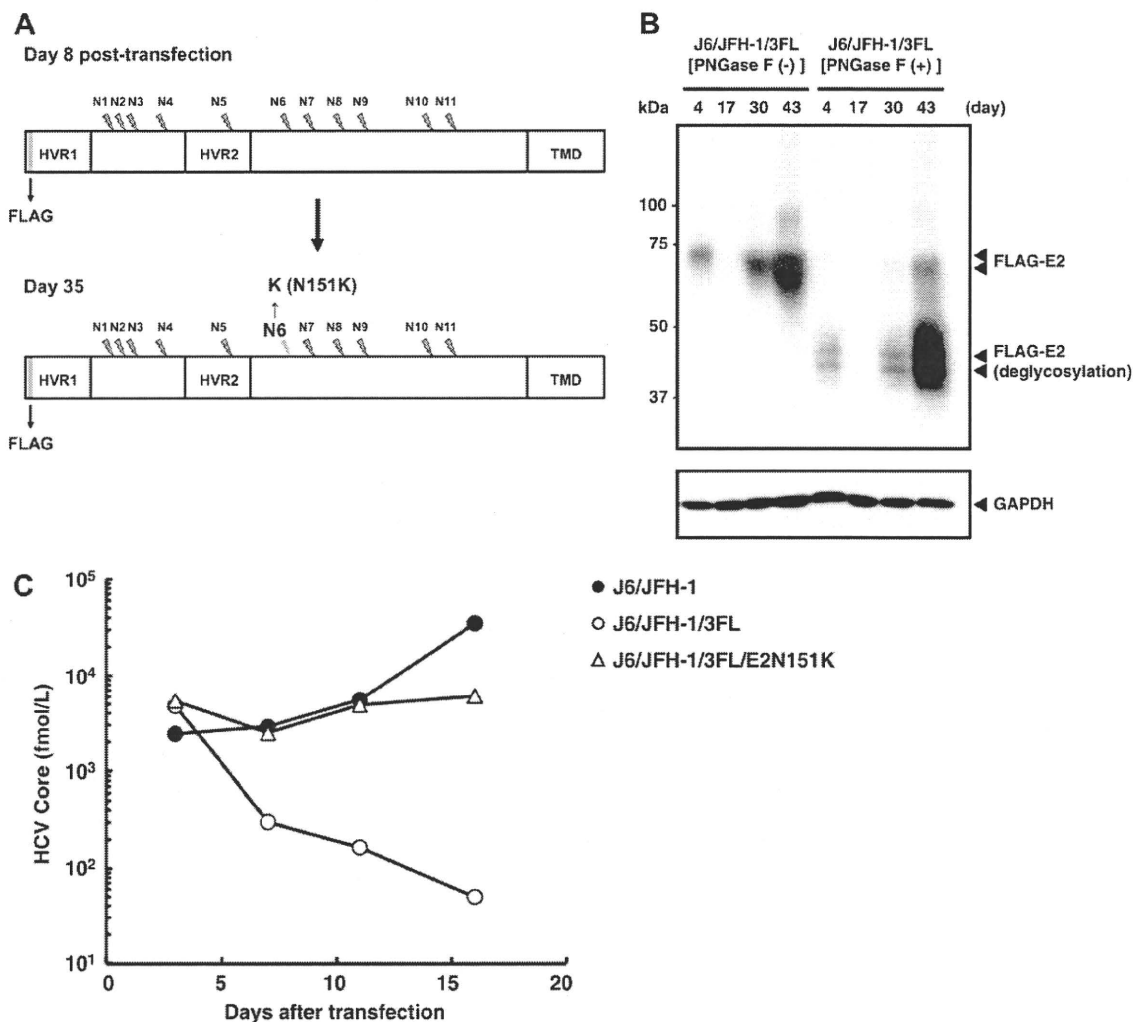 A
Day 8 post-transfection
N1 N2 N3 N4 N5 N6 N7 N8 N9 N10 N11
HVR1 HVR2 TMD
FLAG
Day 35
K (N151K)
↑
N1 N2 N3 N4 N5 N6 N7 N8 N9 N10 N11
HVR1 HVR2 TMD
FLAG
B
J6/JFH-1/3FL J6/JFH-1/3FL
[PNGase F (-) ] [PNGase F (+) ]
kDa 4 17 30 43 4 17 30 43 (day)
100
75
FLAG-E2
50
FLAG-E2
(deglycosylation)
37
GAPDH
C
10⁵
10⁴
10³
10²
10¹
HCV Core (fmol/L)
0 5 10 15 20
Days after transfection
J6/JFH-1
J6/JFH-1/3FL
J6/JFH-1/3FL/E2N151K